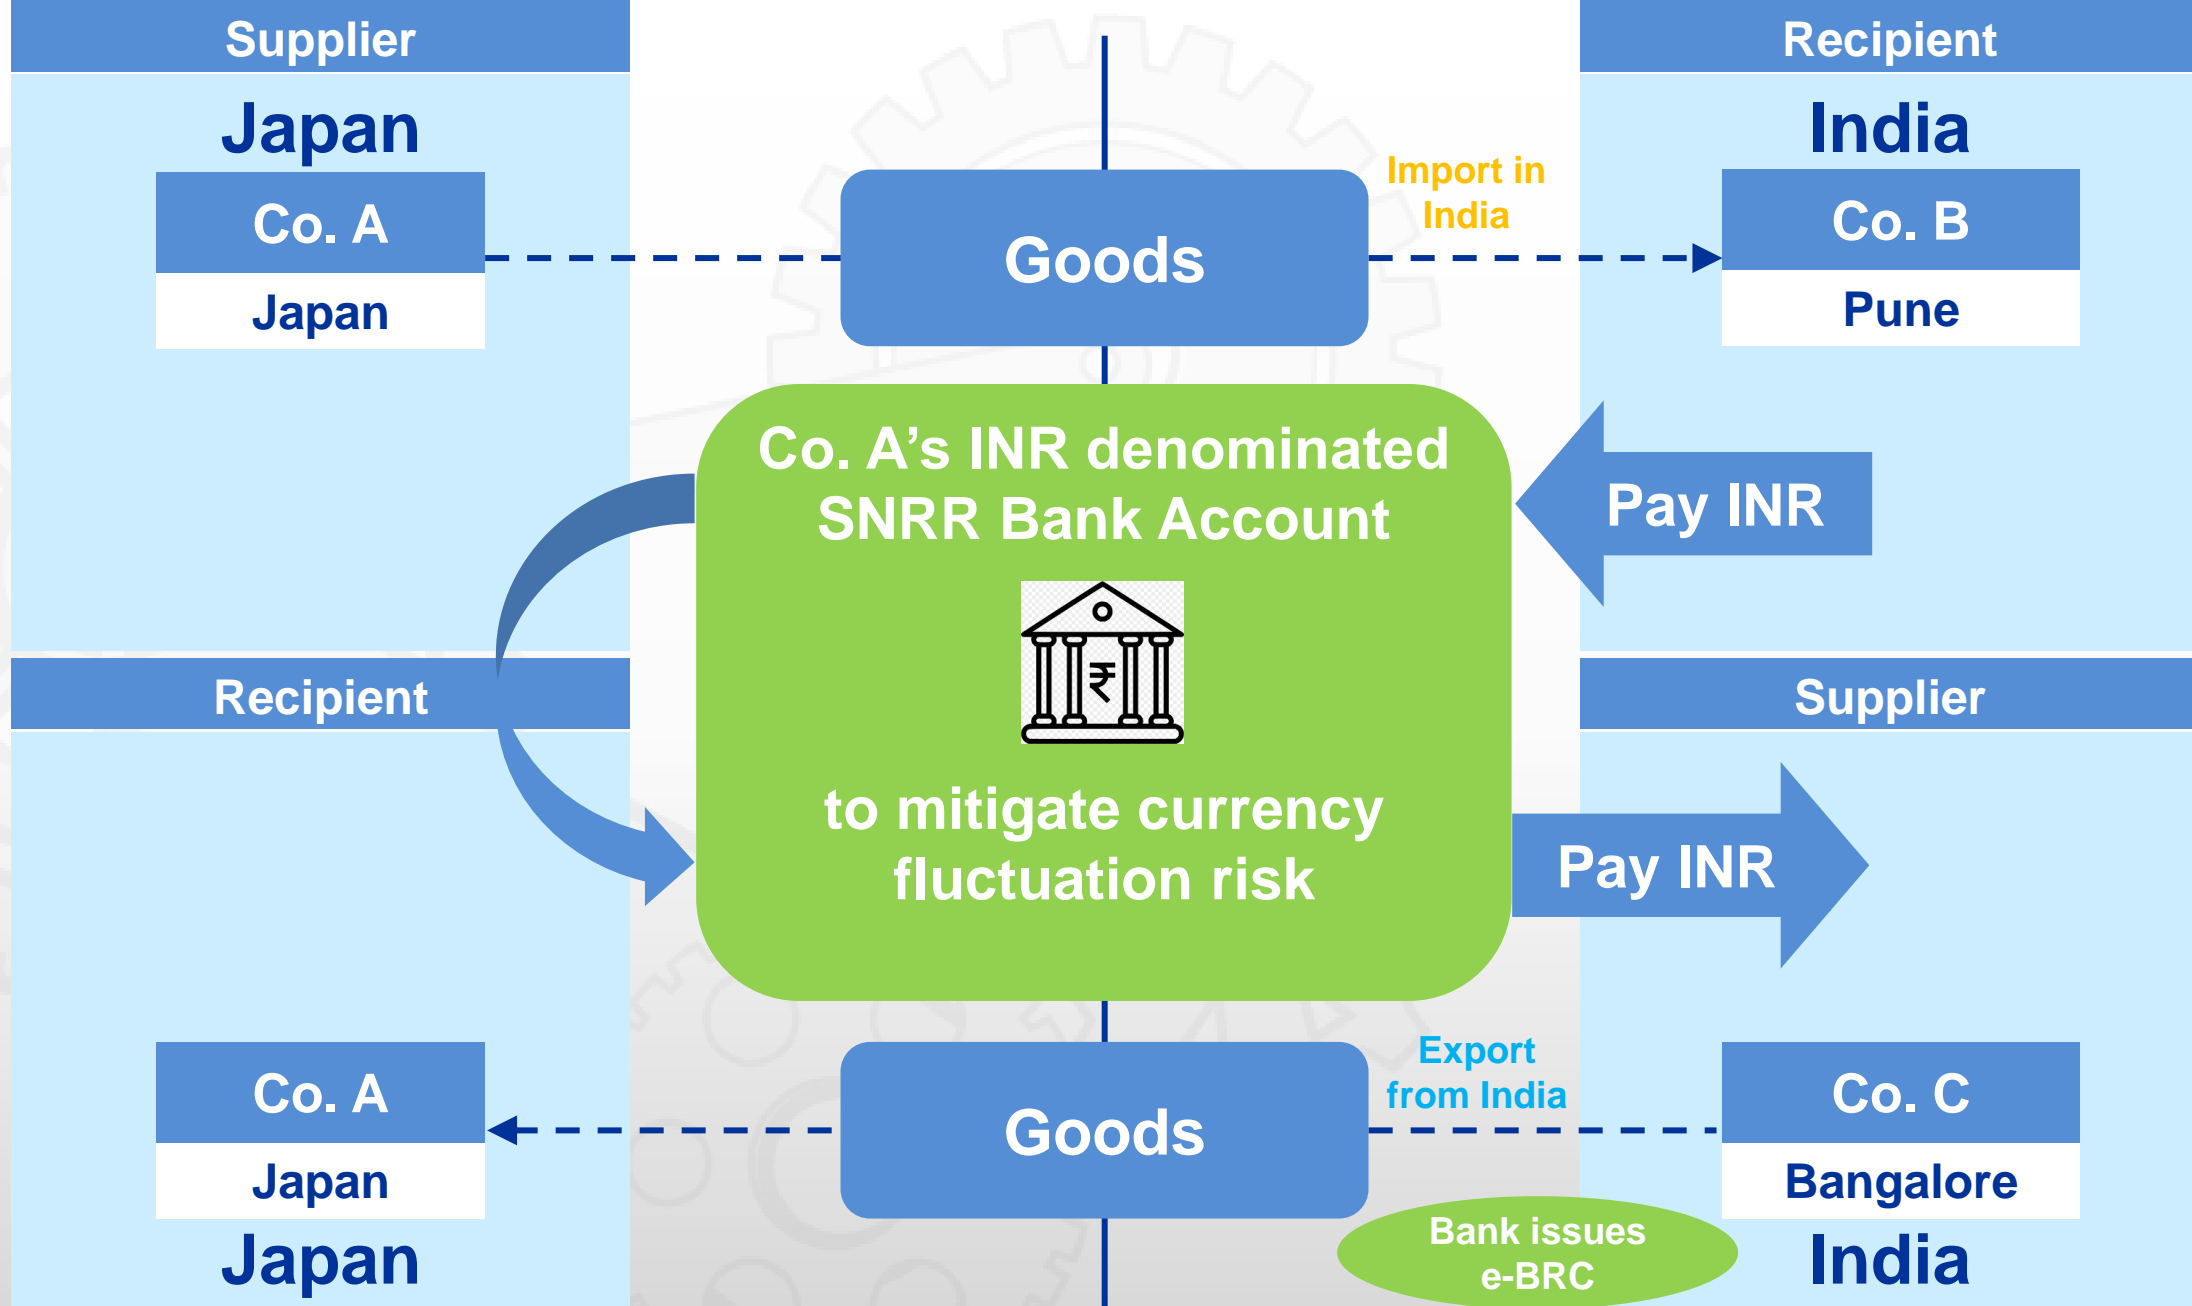 Supplier
Recipient
Japan
India
Co. A
Japan
Goods
Import in
India
Co. B
Pune
Co. A’s INR denominated
SNRR Bank Account
₹
to mitigate currency
fluctuation risk
Pay INR
Recipient
Supplier
Pay INR
Co. A
Japan
Japan
Goods
Export
from India
Co. C
Bangalore
India
Bank issues
e-BRC